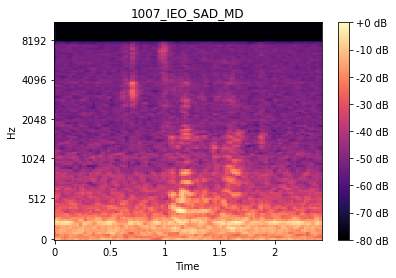 1007_IEO_SAD_MD
+0 dB
8192
-10 dB
4096
-20 dB
-30 dB
2048
-40 dB
Hz
1024
-50 dB
-60 dB
512
-70 dB
0
-80 dB
0
0.5
1
1.5
2
Time